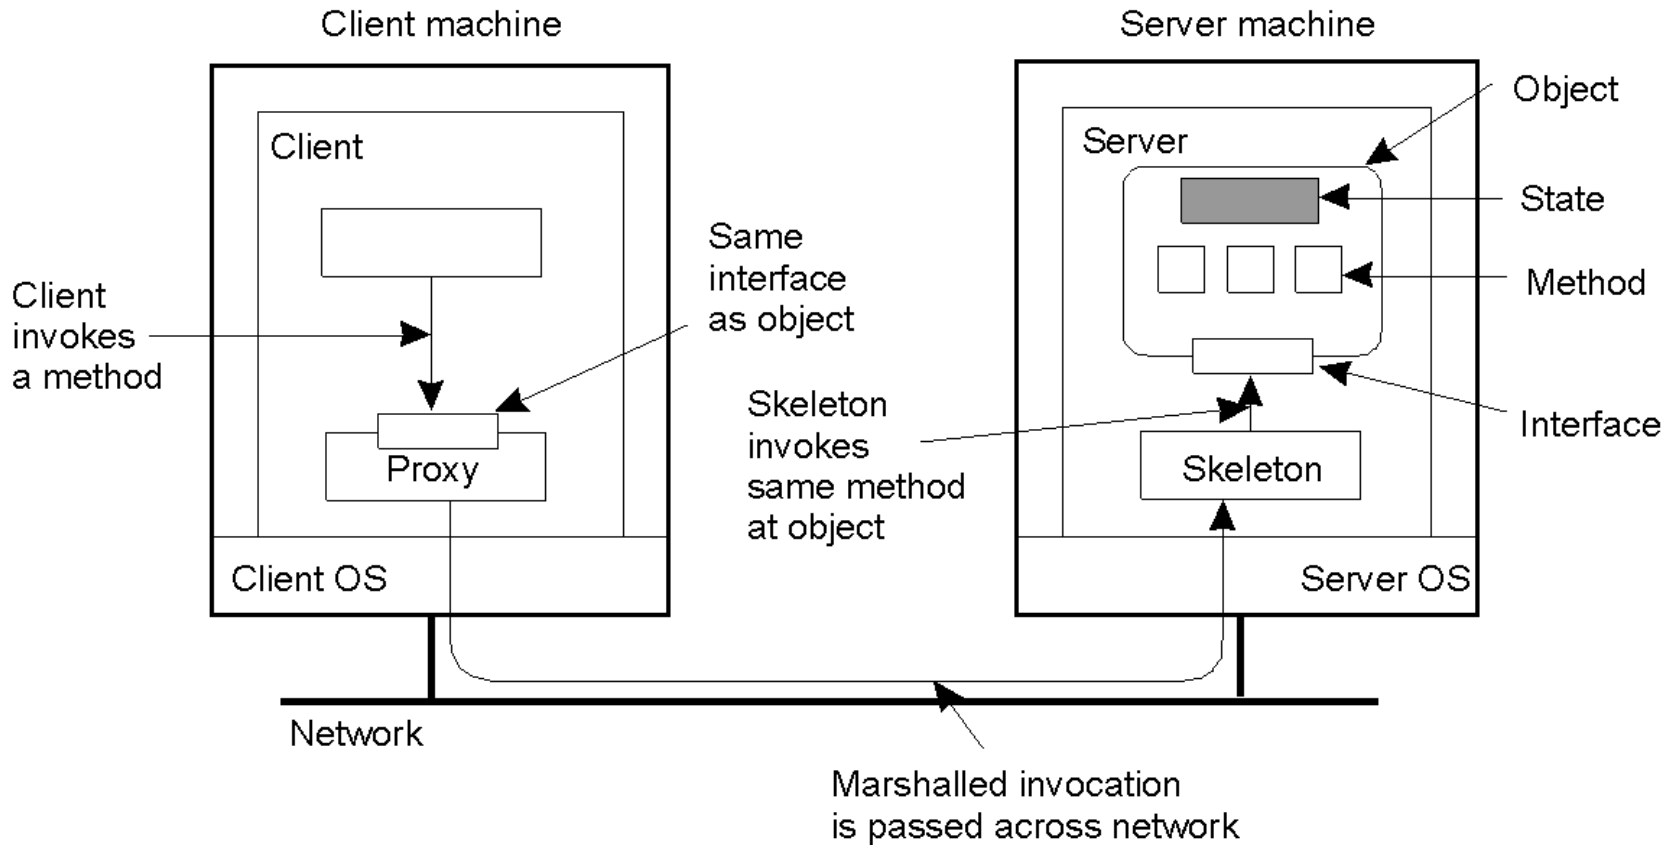 Client machine
Server machine
Object
Client
Server
State
Same
interface
as object
Client
invokes
a method
Method
Skeleton
invokes
same method
at object
Interface
Proxy
Skeleton
Client OS
Server OS
Network
Marshalled invocation
is passed across network